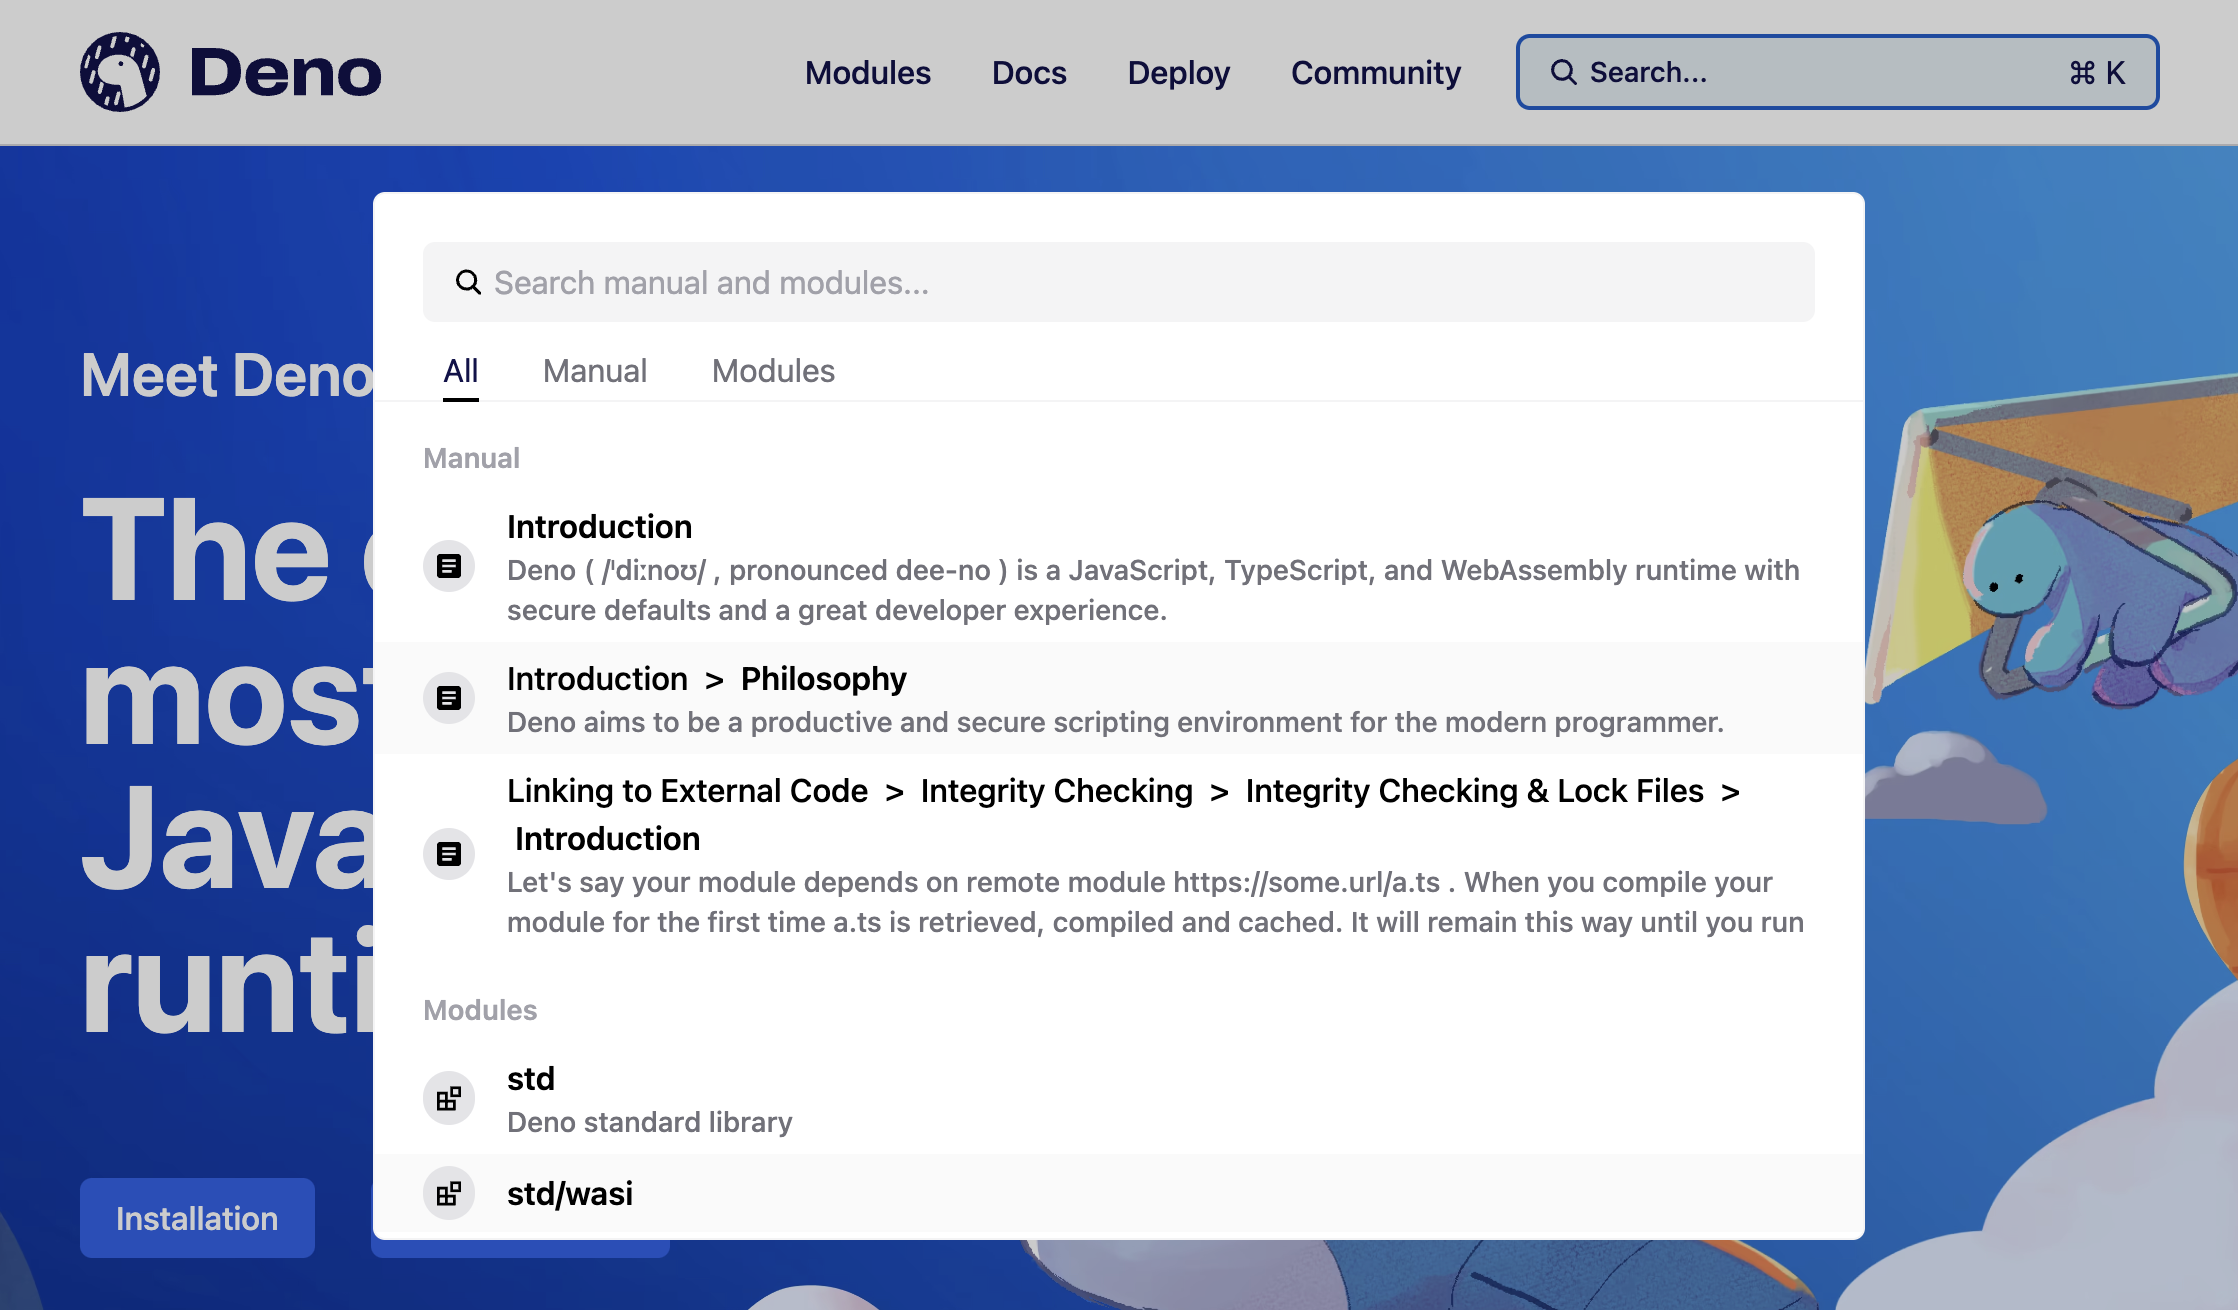 Deno
Modules
Docs
Deploy
Community
Search...
⌘ K
Meet Deno
The
most
Java
runti
Installation
Search manual and modules...
All
Manual
Modules
Manual
Introduction
Deno ( /ˈdiːnoʊ/ , pronounced dee-no ) is a JavaScript, TypeScript, and WebAssembly runtime with
secure defaults and a great developer experience.
Introduction > Philosophy
Deno aims to be a productive and secure scripting environment for the modern programmer.
Linking to External Code > Integrity Checking > Integrity Checking & Lock Files >
Introduction
Let's say your module depends on remote module https://some.url/a.ts . When you compile your
module for the first time a.ts is retrieved, compiled and cached. It will remain this way until you run
Modules
std
Deno standard library
std/wasi